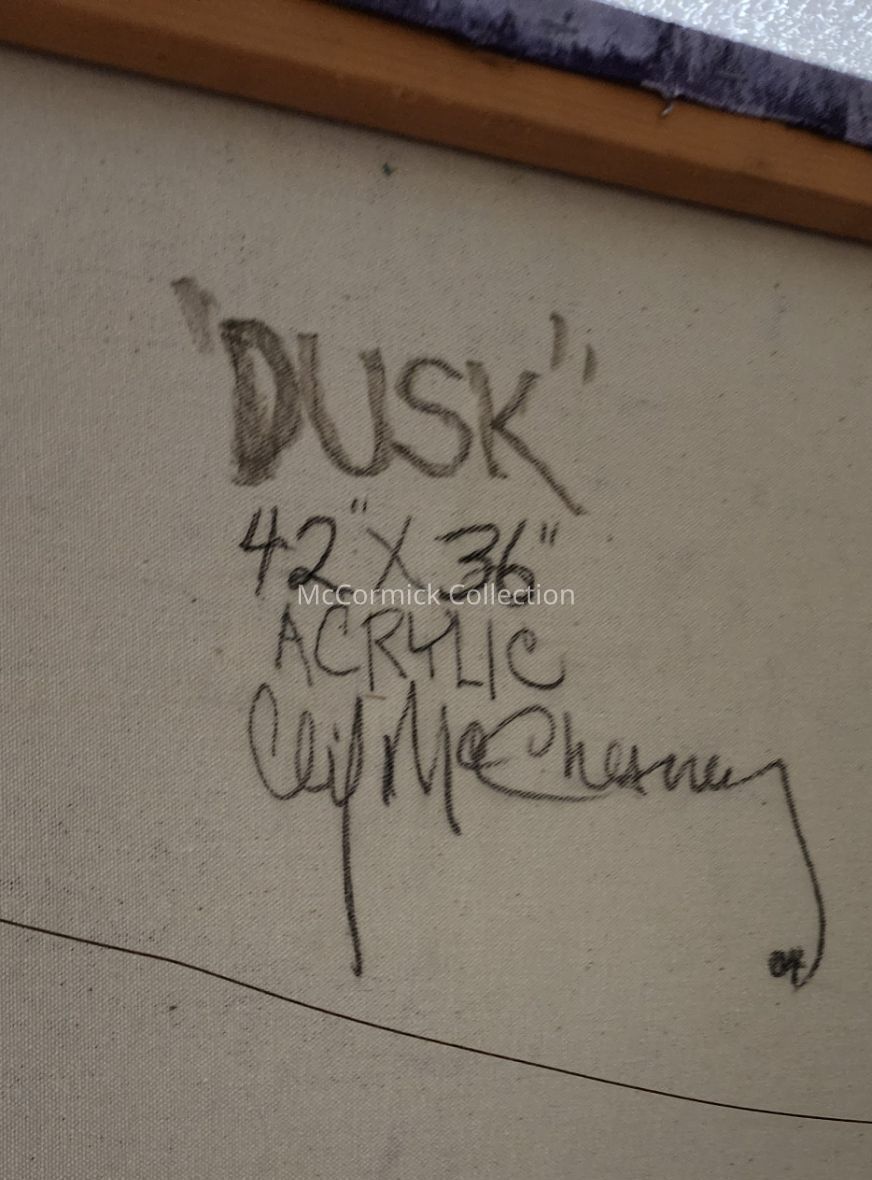 "DUSK"
42" X 36"
McCormick Collection
ACRYLIC
Clif McChesney
04